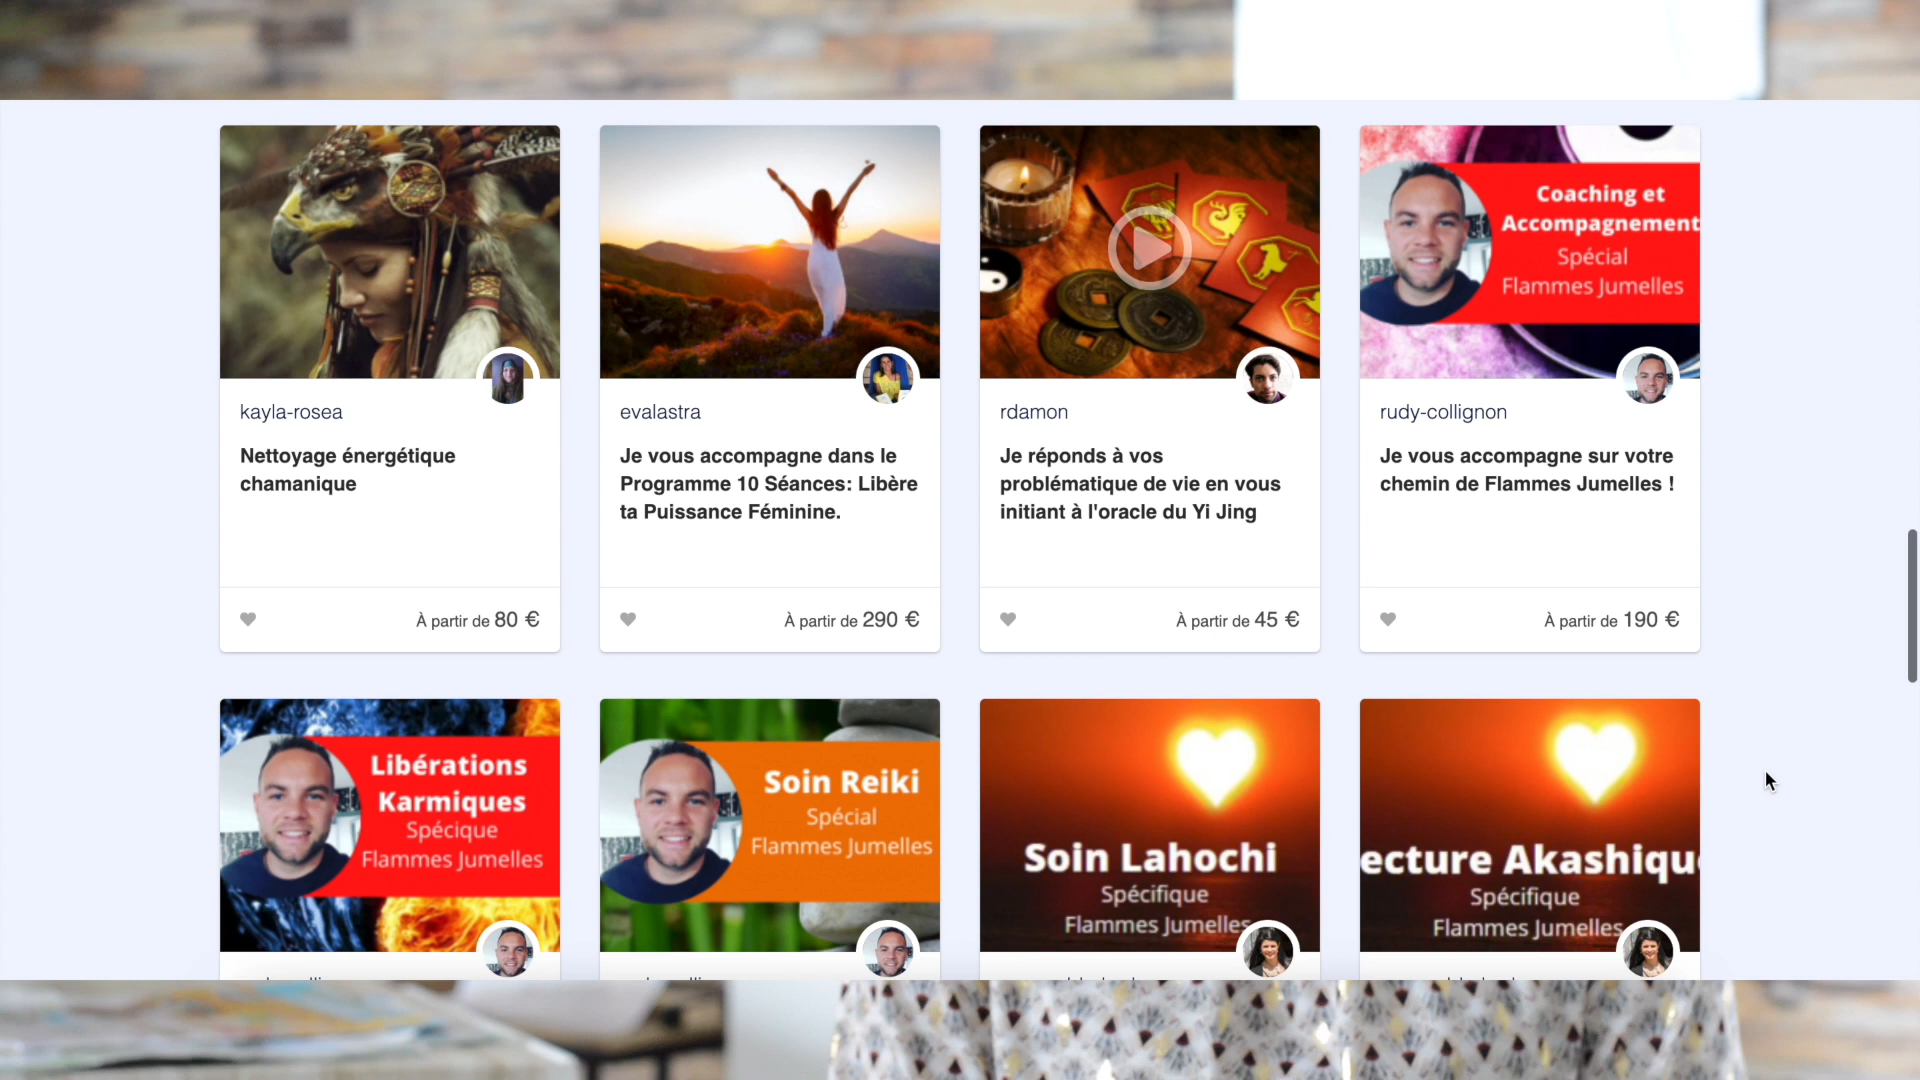 Coaching et
Accompagnement
Spécial
Flammes Jumelles
kayla-rosea
Nettoyage énergétique
chamanique
À partir de 80 €
evalastra
Je vous accompagne dans le
Programme 10 Séances: Libère
ta Puissance Féminine.
À partir de 290 €
rdamon
Je réponds à vos
problématique de vie en vous
initiant à l'oracle du Yi Jing
À partir de 45 €
rudy-collignon
Je vous accompagne sur votre
chemin de Flammes Jumelles !
À partir de 190 €
Libérations
Karmiques
Spécique
Flammes Jumelles
Soin Reiki
Spécial
Flammes Jumelles
Soin Lahochi
Spécifique
Flammes Jumelles
ecture Akashiqu
Spécifique
Flammes Jumelles